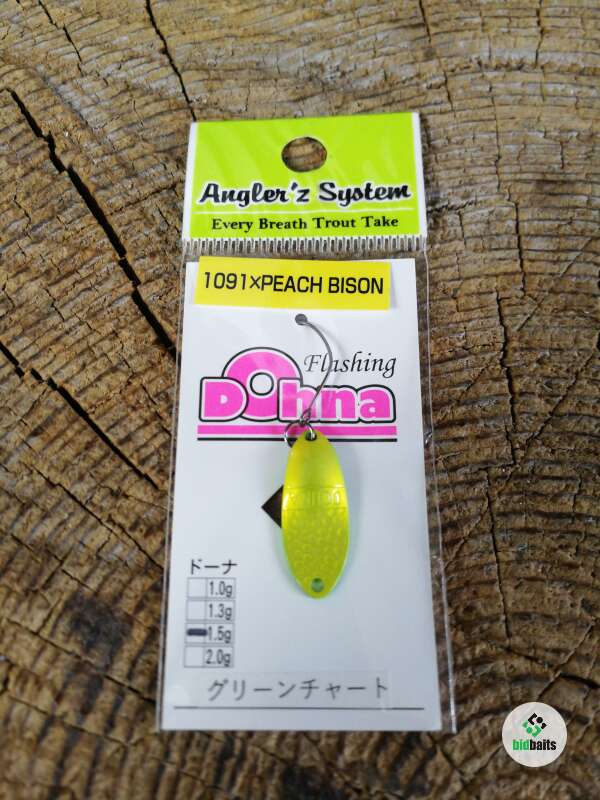 Angler'z System
Every Breath Trout Take
1091×PEACH BISON
Flashing
Dohna
ドーナ
1.0g
1.3g
1.5g
2.0g
グリーンチャート
bidbaits